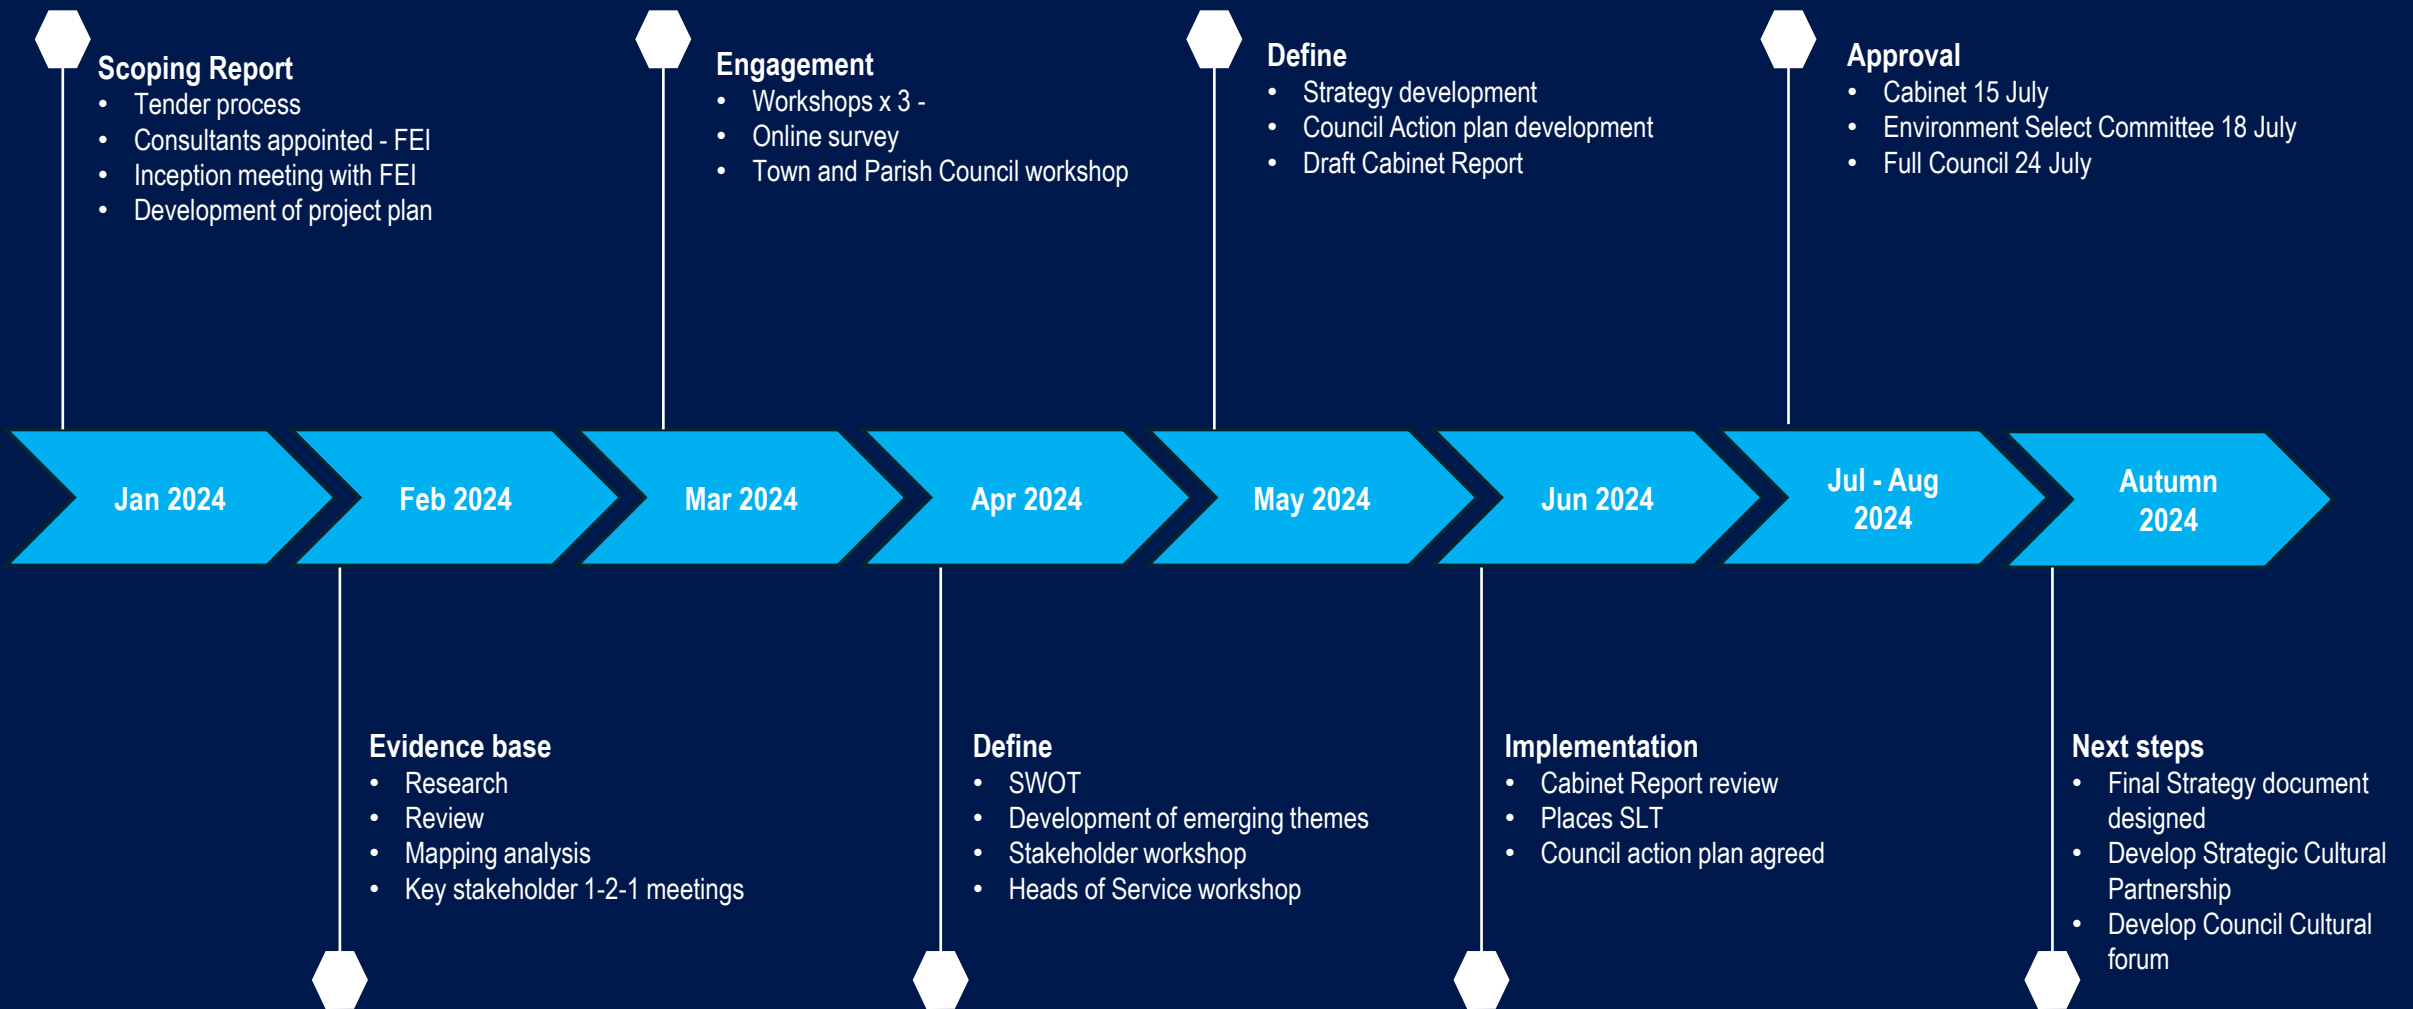 Scoping Report
• Tender process
• Consultants appointed - FEI
• Inception meeting with FEI
• Development of project plan
Engagement
• Workshops x 3 -
• Online survey
• Town and Parish Council workshop
Define
• Strategy development
• Council Action plan development
• Draft Cabinet Report
Approval
• Cabinet 15 July
• Environment Select Committee 18 July
• Full Council 24 July
Jan 2024
Feb 2024
Mar 2024
Apr 2024
May 2024
Jun 2024
Jul - Aug
2024
Autumn
2024
Evidence base
• Research
• Review
• Mapping analysis
• Key stakeholder 1-2-1 meetings
Define
• SWOT
• Development of emerging themes
• Stakeholder workshop
• Heads of Service workshop
Implementation
• Cabinet Report review
• Places SLT
• Council action plan agreed
Next steps
• Final Strategy document
designed
• Develop Strategic Cultural
Partnership
• Develop Council Cultural
forum